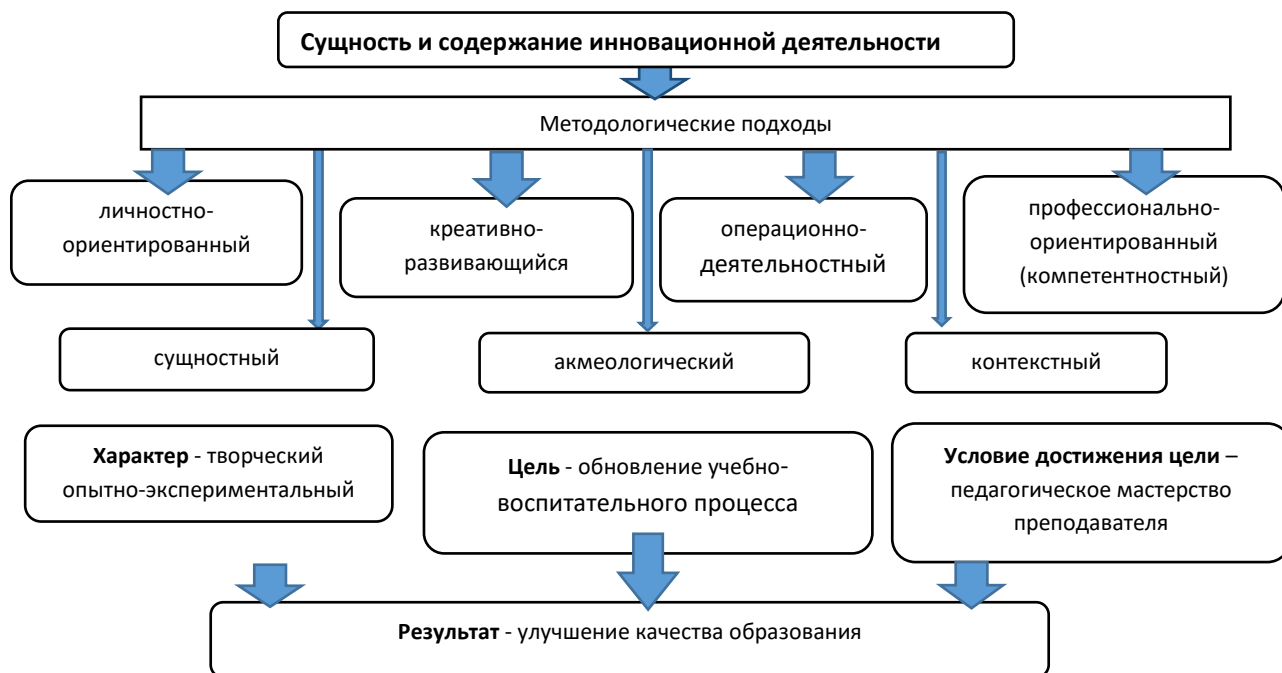 Сущность и содержание инновационной деятельности
Методологические подходы
личностно-
ориентированный
креативно-
развивающийся
операционно-
деятельностный
профессионально-
ориентированный
(компетентностный)
сущностный
акмеологический
контекстный
Характер - творческий
опытно-экспериментальный
Цель - обновление учебно-
воспитательного процесса
Условие достижения цели –
педагогическое мастерство
преподавателя
Результат - улучшение качества образования